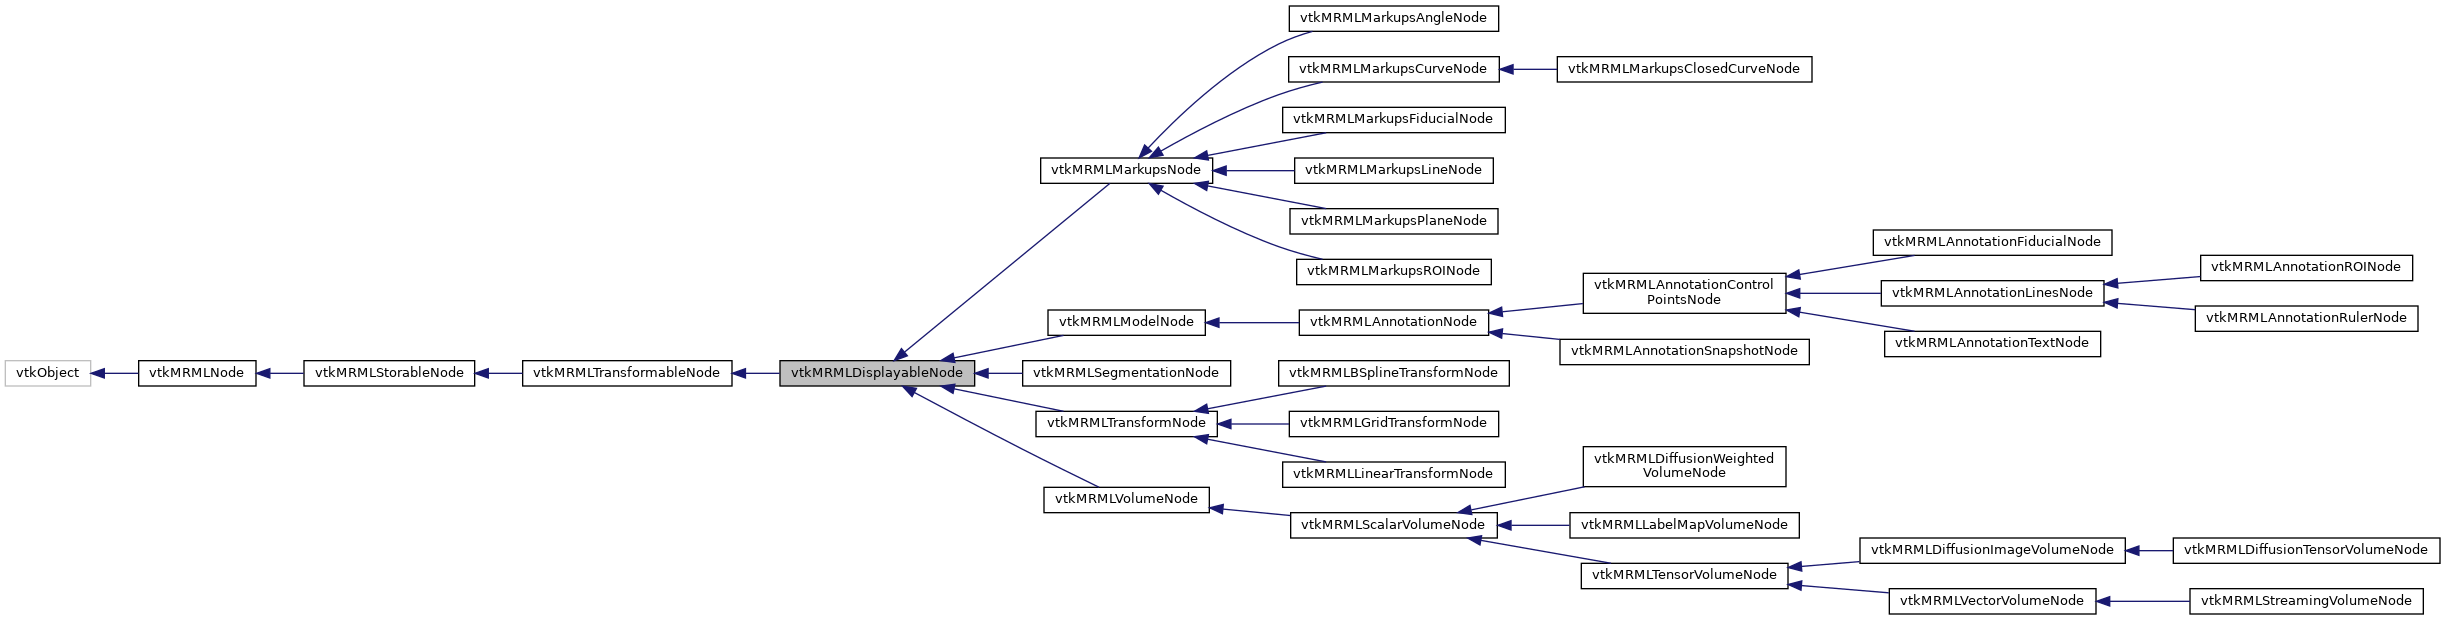 vtkMRMLMarkupsAngleNode
vtkMRMLMarkupsCurveNode
vtkMRMLMarkupsClosedCurveNode
vtkMRMLMarkupsFiducialNode
vtkMRMLMarkupsNode
vtkMRMLMarkupsLineNode
vtkMRMLMarkupsPlaneNode
vtkMRMLMarkupsROINode
vtkMRMLAnnotationFiducialNode
vtkMRMLAnnotationROINode
vtkMRMLAnnotationControl
PointsNode
vtkMRMLAnnotationLinesNode
vtkMRMLAnnotationRulerNode
vtkMRMLModelNode
vtkMRMLAnnotationNode
vtkMRMLAnnotationTextNode
vtkMRMLAnnotationSnapshotNode
vtkObject
vtkMRMLNode
vtkMRMLStorableNode
vtkMRMLTransformableNode
vtkMRMLDisplayableNode
vtkMRMLSegmentationNode
vtkMRMLBSplineTransformNode
vtkMRMLTransformNode
vtkMRMLGridTransformNode
vtkMRMLLinearTransformNode
vtkMRMLDiffusionWeighted
VolumeNode
vtkMRMLVolumeNode
vtkMRMLScalarVolumeNode
vtkMRMLLabelMapVolumeNode
vtkMRMLDiffusionImageVolumeNode
vtkMRMLDiffusionTensorVolumeNode
vtkMRMLTensorVolumeNode
vtkMRMLVectorVolumeNode
vtkMRMLStreamingVolumeNode